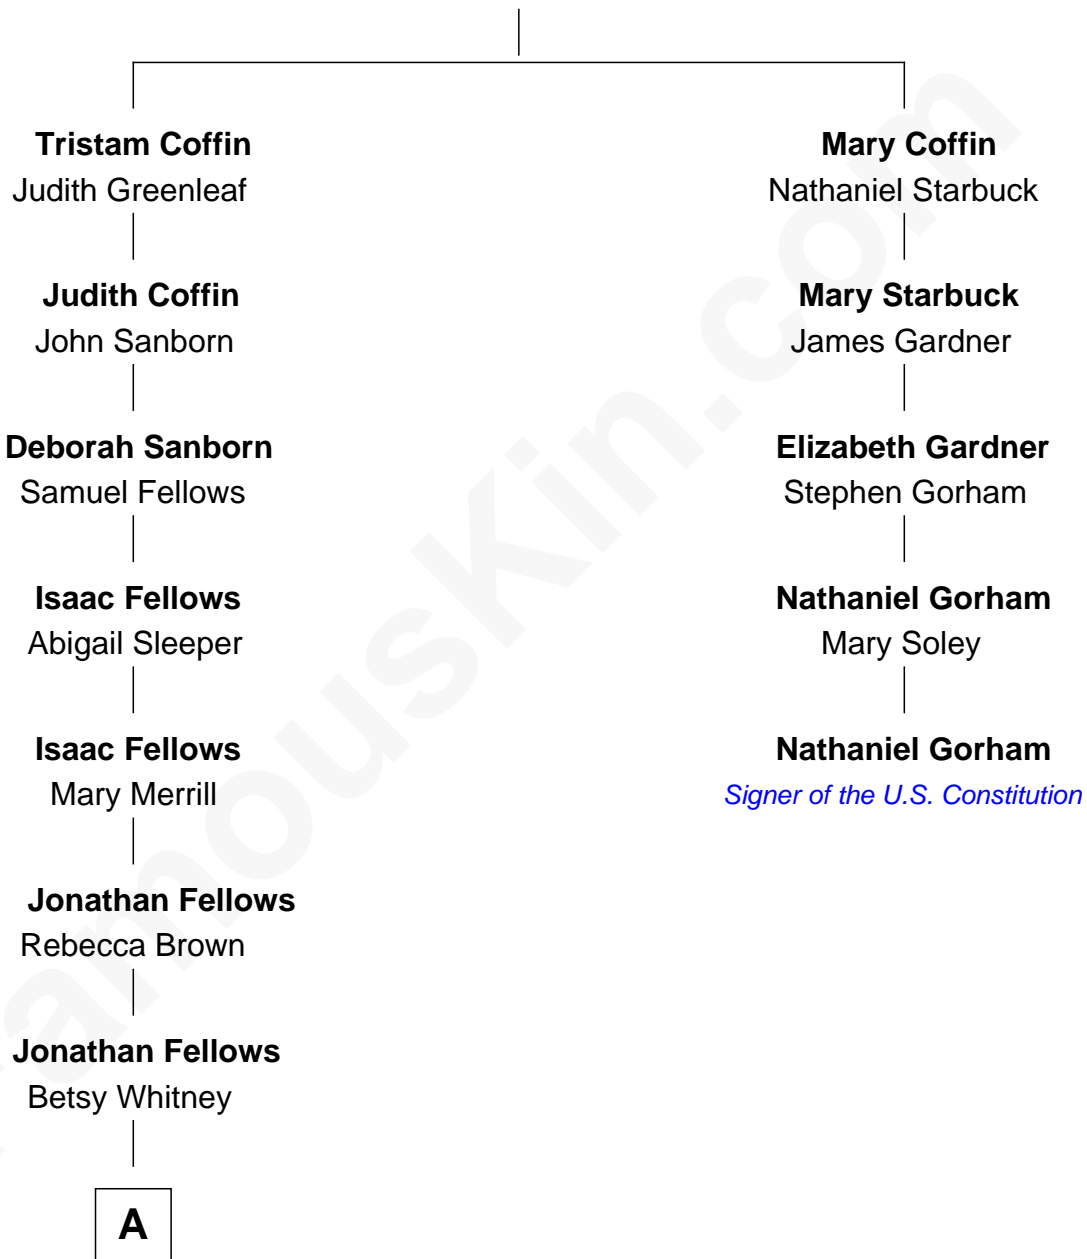 Tristam Coffin
Judith Greenleaf
Judith Coffin
John Sanborn
Deborah Sanborn
Samuel Fellows
Isaac Fellows
Abigail Sleeper
Isaac Fellows
Mary Merrill
Jonathan Fellows
Rebecca Brown
Jonathan Fellows
Betsy Whitney
A
Mary Coffin
Nathaniel Starbuck
Mary Starbuck
James Gardner
Elizabeth Gardner
Stephen Gorham
Nathaniel Gorham
Mary Soley
Nathaniel Gorham
Signer of the U.S. Constitution
FamousKin.com